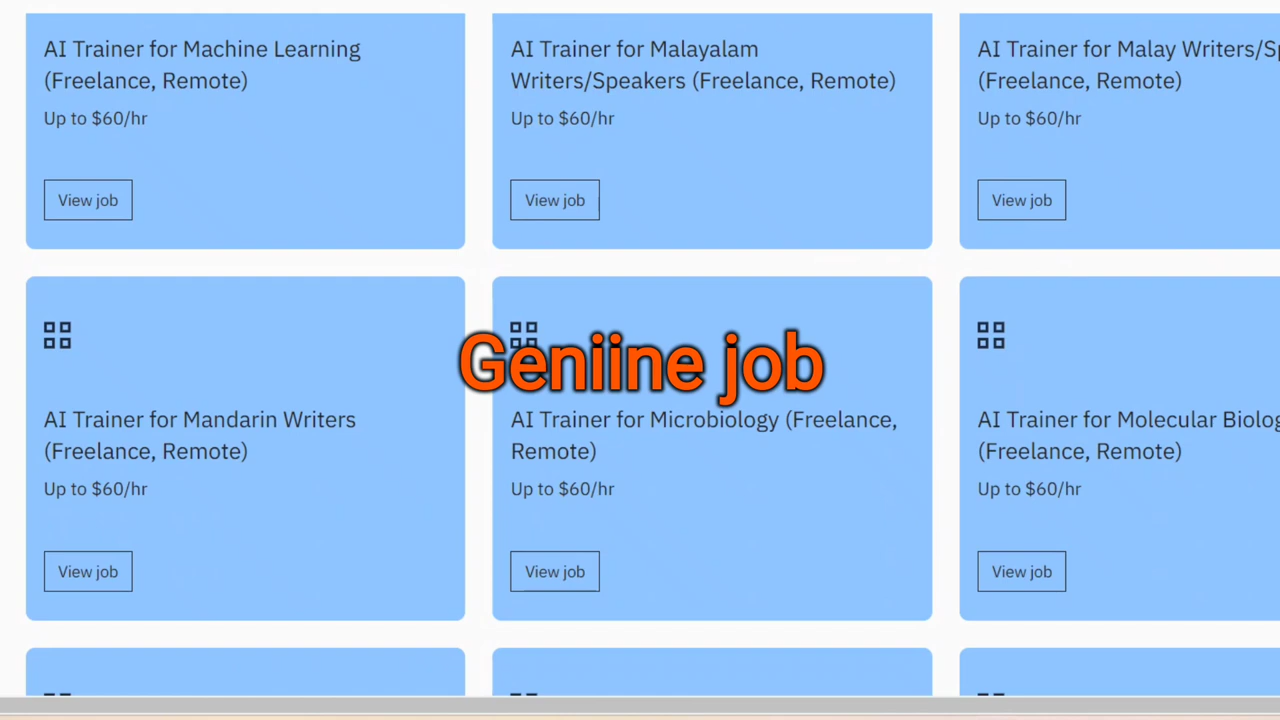 AI Trainer for Machine Learning
(Freelance, Remote)
Up to $60/hr
View job
AI Trainer for Malayalam
Writers/Speakers (Freelance, Remote)
Up to $60/hr
View job
AI Trainer for Malay Writers/Sp
(Freelance, Remote)
Up to $60/hr
View job
Geniine job
AI Trainer for Mandarin Writers
(Freelance, Remote)
Up to $60/hr
View job
AI Trainer for Microbiology (Freelance,
Remote)
Up to $60/hr
View job
AI Trainer for Molecular Biolog
(Freelance, Remote)
Up to $60/hr
View job